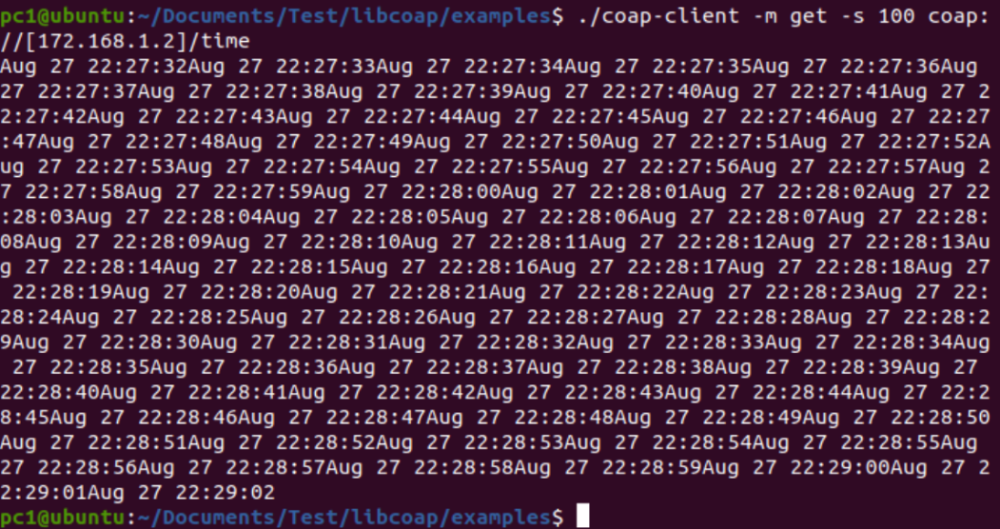 pc1@ubuntu:~/Documents/Test/libcoap/examples$ ./coap-client -m get -s 100 coap:
//[172.168.1.2]/time
Aug 27 22:27:32Aug 27 22:27:33Aug 27 22:27:34Aug 27 22:27:35Aug 27 22:27:36Aug
27 22:27:37Aug 27 22:27:38Aug 27 22:27:39Aug 27 22:27:40Aug 27 22:27:41Aug 27 2
2:27:42Aug 27 22:27:43Aug 27 22:27:44Aug 27 22:27:45Aug 27 22:27:46Aug 27 22:27
:47Aug 27 22:27:48Aug 27 22:27:49Aug 27 22:27:50Aug 27 22:27:51Aug 27 22:27:52A
ug 27 22:27:53Aug 27 22:27:54Aug 27 22:27:55Aug 27 22:27:56Aug 27 22:27:57Aug 2
7 22:27:58Aug 27 22:27:59Aug 27 22:28:00Aug 27 22:28:01Aug 27 22:28:02Aug 27 22
:28:03Aug 27 22:28:04Aug 27 22:28:05Aug 27 22:28:06Aug 27 22:28:07Aug 27 22:28:
08Aug 27 22:28:09Aug 27 22:28:10Aug 27 22:28:11Aug 27 22:28:12Aug 27 22:28:13Au
g 27 22:28:14Aug 27 22:28:15Aug 27 22:28:16Aug 27 22:28:17Aug 27 22:28:18Aug 27
 22:28:19Aug 27 22:28:20Aug 27 22:28:21Aug 27 22:28:22Aug 27 22:28:23Aug 27 22:
28:24Aug 27 22:28:25Aug 27 22:28:26Aug 27 22:28:27Aug 27 22:28:28Aug 27 22:28:2
9Aug 27 22:28:30Aug 27 22:28:31Aug 27 22:28:32Aug 27 22:28:33Aug 27 22:28:34Aug
 27 22:28:35Aug 27 22:28:36Aug 27 22:28:37Aug 27 22:28:38Aug 27 22:28:39Aug 27
22:28:40Aug 27 22:28:41Aug 27 22:28:42Aug 27 22:28:43Aug 27 22:28:44Aug 27 22:2
8:45Aug 27 22:28:46Aug 27 22:28:47Aug 27 22:28:48Aug 27 22:28:49Aug 27 22:28:50
Aug 27 22:28:51Aug 27 22:28:52Aug 27 22:28:53Aug 27 22:28:54Aug 27 22:28:55Aug
27 22:28:56Aug 27 22:28:57Aug 27 22:28:58Aug 27 22:28:59Aug 27 22:29:00Aug 27 2
2:29:01Aug 27 22:29:02
pc1@ubuntu:~/Documents/Test/libcoap/examples$